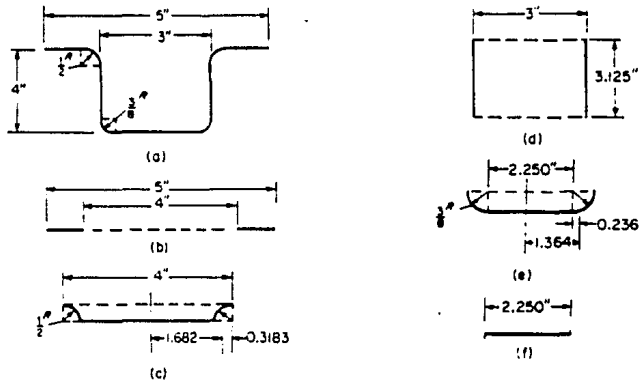 5"
3"
1/2 R
4"
3/8 R
(a)
5"
4"
(b)
4"
1/2 R
1.682
0.3183
(c)
3"
3.125"
(d)
2.250"
3/8 R
0.236
1.364
(e)
2.250"
(f)